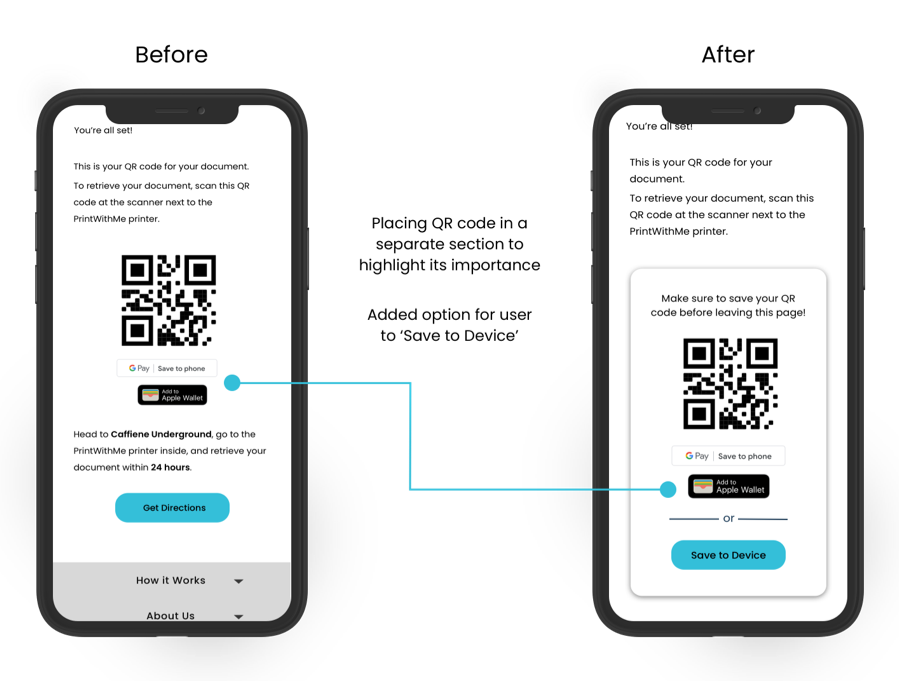 Before
After
You're all set!
This is your QR code for your document.
To retrieve your document, scan this QR
code at the scanner next to the
PrintWithMe printer.
G Pay | Save to phone
Add to
Apple Wallet
Head to Caffiene Underground, go to the
PrintWithMe printer inside, and retrieve your
document within 24 hours.
Get Directions
How it Works
About Us
Placing QR code in a
separate section to
highlight its importance
Added option for user
to ‘Save to Device’
You're all set!
This is your QR code for your
document.
To retrieve your document, scan this
QR code at the scanner next to the
PrintWithMe printer.
Make sure to save your QR
code before leaving this page!
G Pay | Save to phone
Add to
Apple Wallet
or
Save to Device